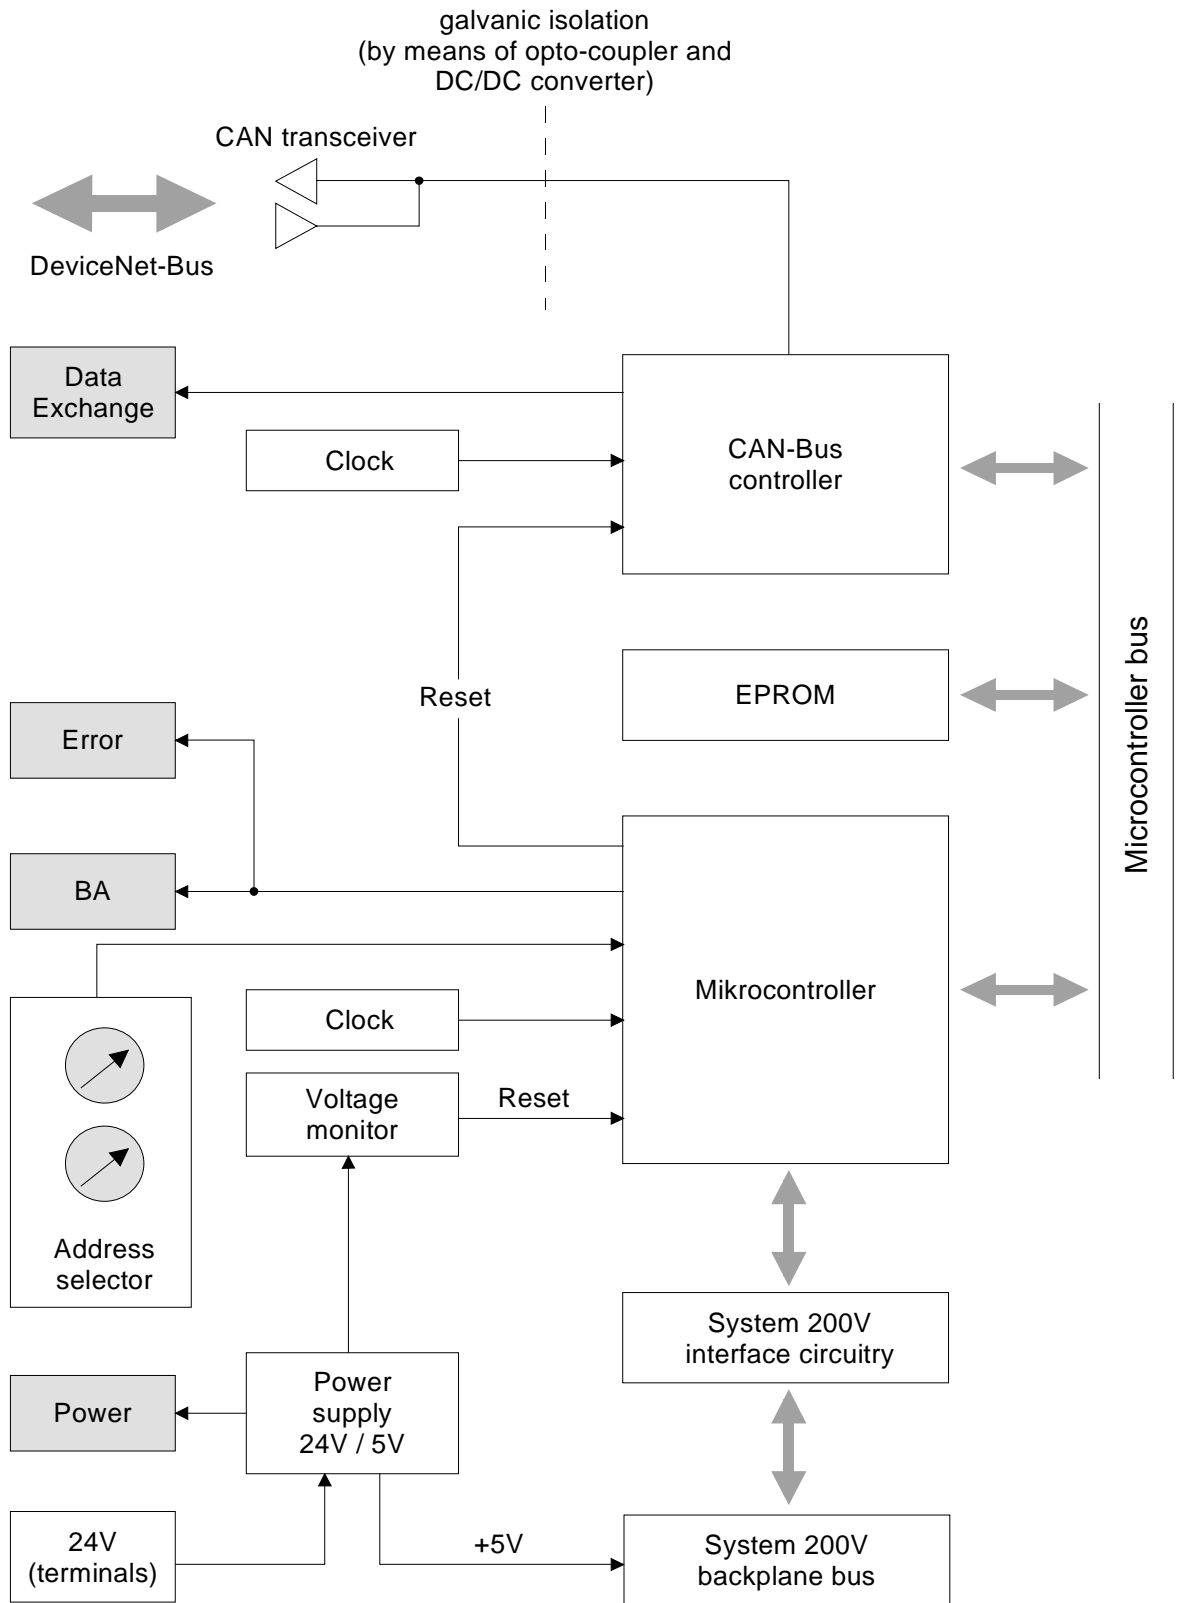 galvanic isolation
(by means of opto-coupler and
DC/DC converter)
CAN transceiver
DeviceNet-Bus
Data
Exchange
Clock
CAN-Bus
controller
Reset
EPROM
Microcontroller bus
Error
BA
Mikrocontroller
Clock
Voltage
monitor
Reset
Address
selector
System 200V
interface circuitry
Power
Power
supply
24V / 5V
24V
(terminals)
+5V
System 200V
backplane bus